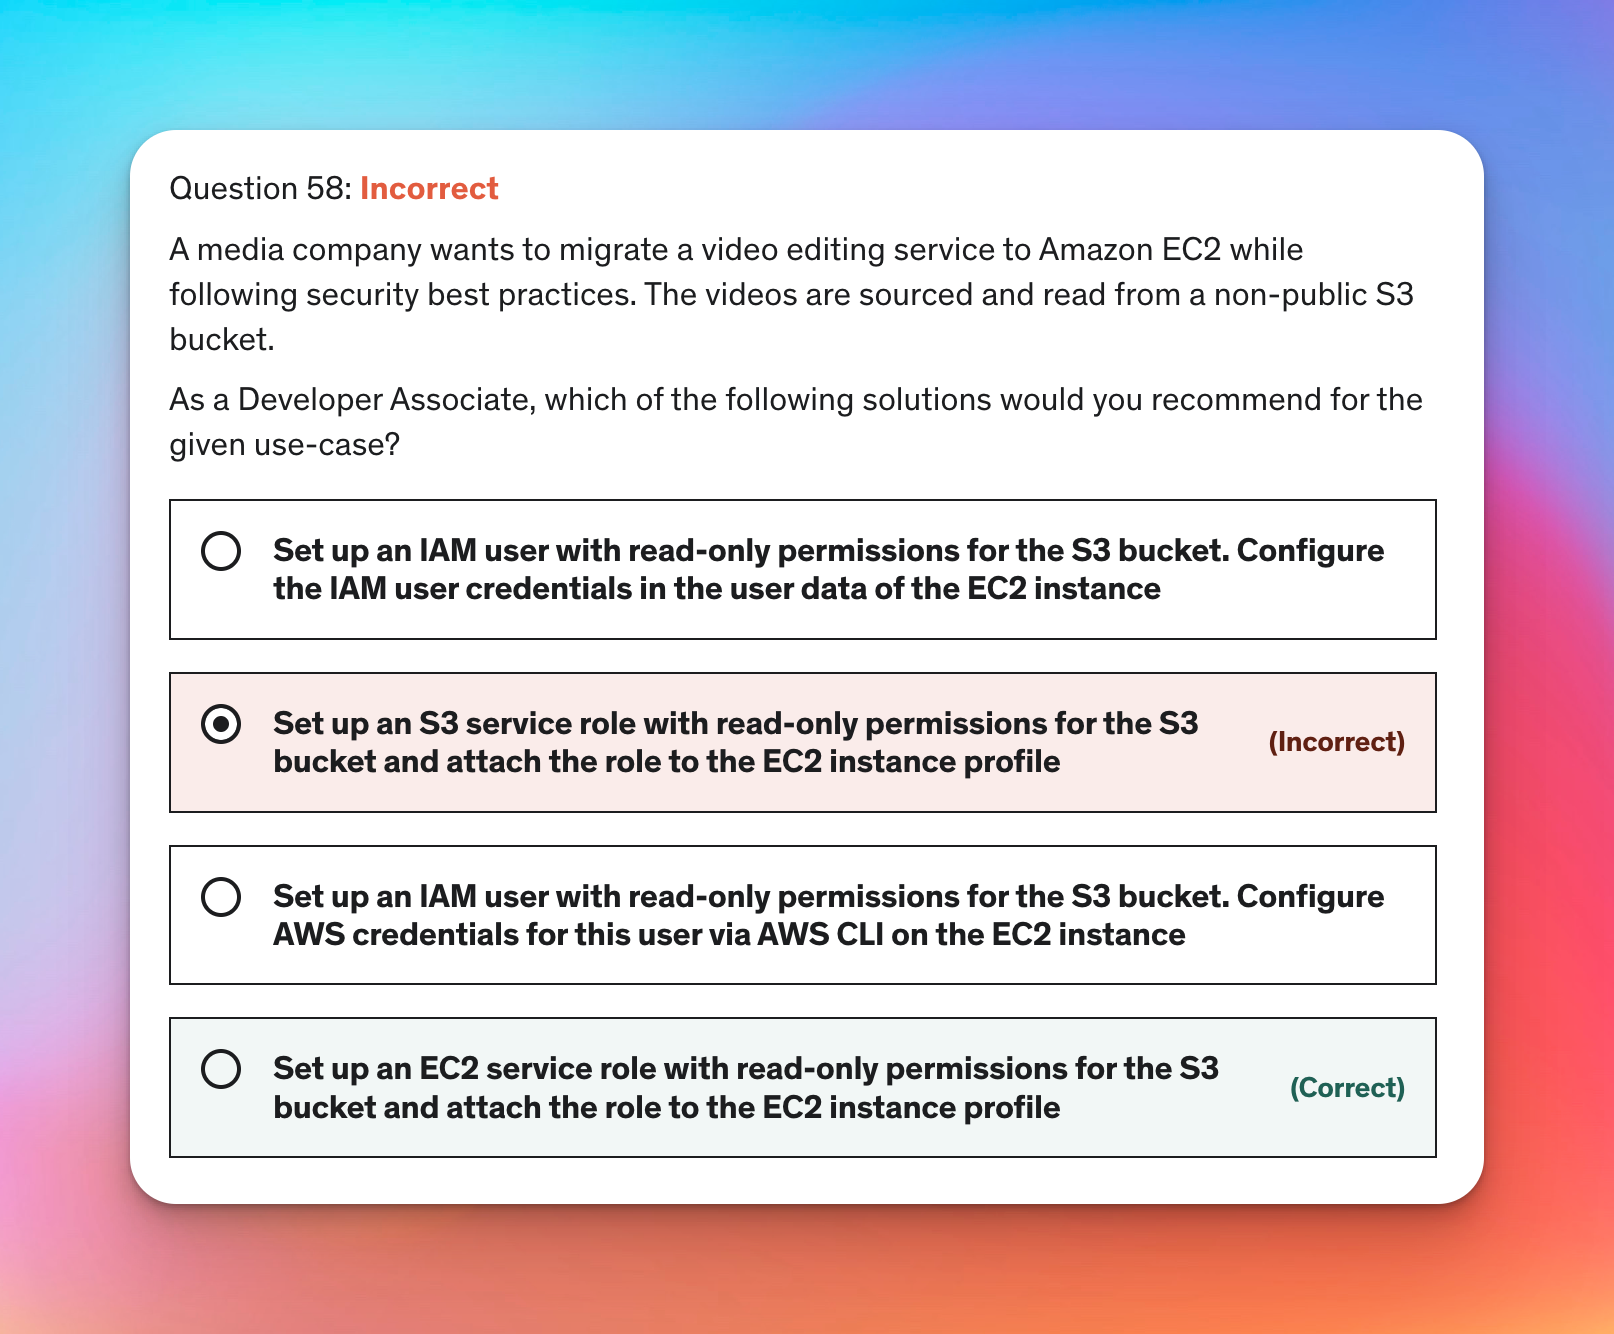 Question 58: Incorrect
A media company wants to migrate a video editing service to Amazon EC2 while
following security best practices. The videos are sourced and read from a non-public S3
bucket.
As a Developer Associate, which of the following solutions would you recommend for the
given use-case?
Set up an IAM user with read-only permissions for the S3 bucket. Configure
the IAM user credentials in the user data of the EC2 instance
Set up an S3 service role with read-only permissions for the S3
bucket and attach the role to the EC2 instance profile
(Incorrect)
Set up an IAM user with read-only permissions for the S3 bucket. Configure
AWS credentials for this user via AWS CLI on the EC2 instance
Set up an EC2 service role with read-only permissions for the S3
bucket and attach the role to the EC2 instance profile
(Correct)